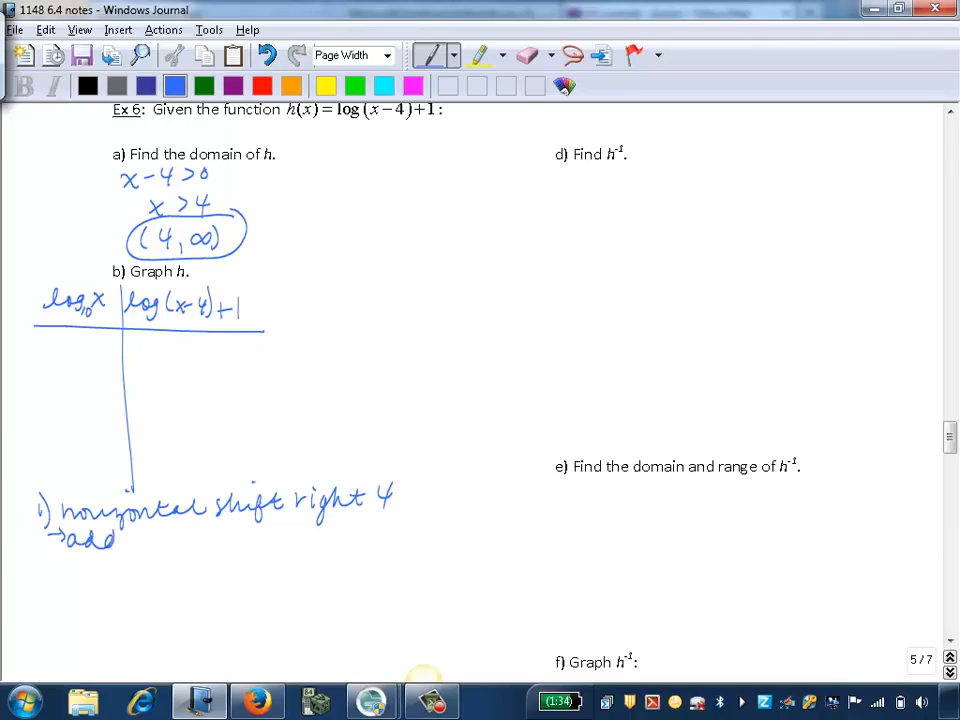 1148 6.4 notes - Windows Journal
File Edit View Insert Actions Tools Help
Page Width
B I
Ex 6: Given the function h(x) = log(x − 4) + 1 :
a) Find the domain of h.
x - 4 > 0
x > 4
(4, ∞)
b) Graph h.
log₁₀x log(x-4)+1
1) horizontal shift right 4
→ add
d) Find h⁻¹.
e) Find the domain and range of h⁻¹.
f) Graph h⁻¹:
5 / 7
(1:34)